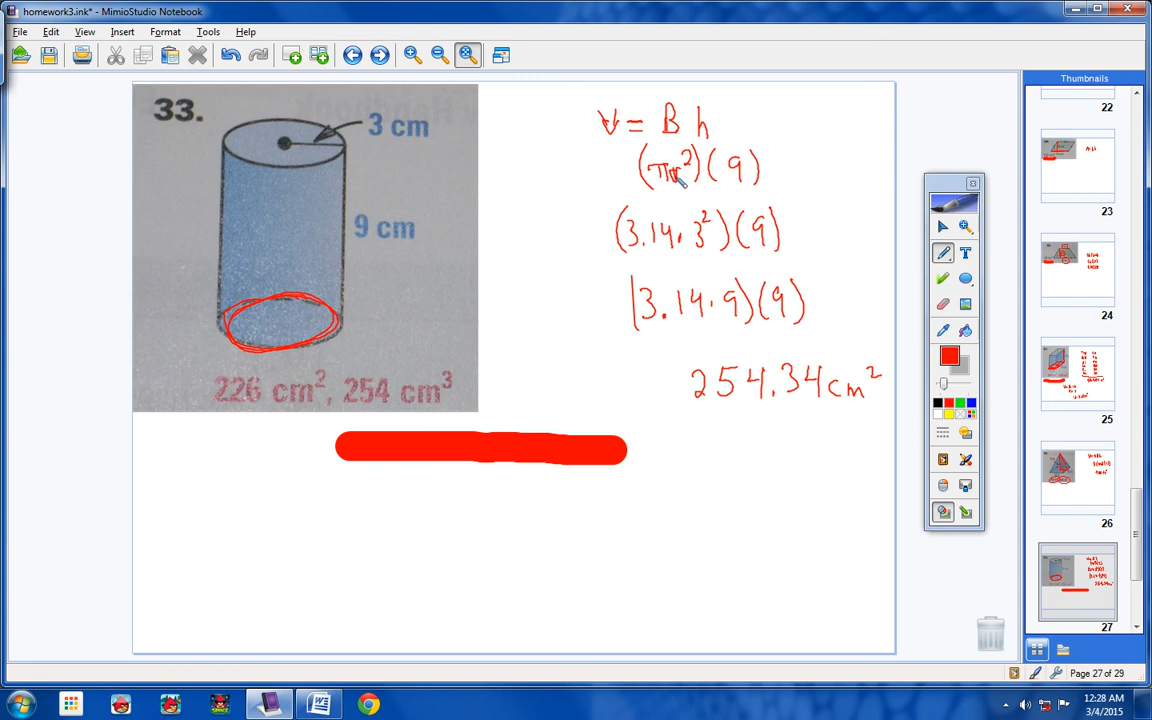 homework3.ink* - MimioStudio Notebook
File Edit View Insert Format Tools Help
Thumbnails
33.
3 cm
9 cm
226 cm², 254 cm³
V = B h
(πr²)(9)
(3.14 · 3²)(9)
(3.14 · 9)(9)
254.34 cm²
22
23
24
25
26
27
Page 27 of 29
12:28 AM
3/4/2015